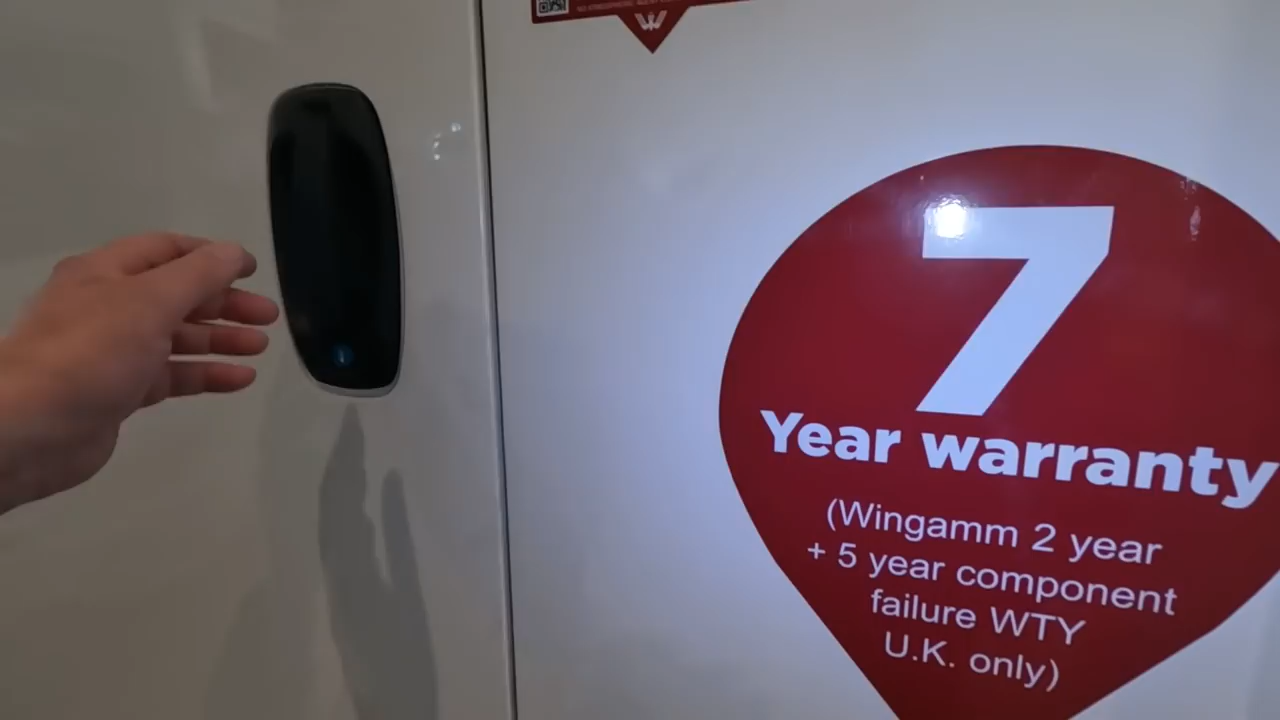 7
Year warranty
(Wingamm 2 year
+ 5 year component
failure WTY
U.K. only)